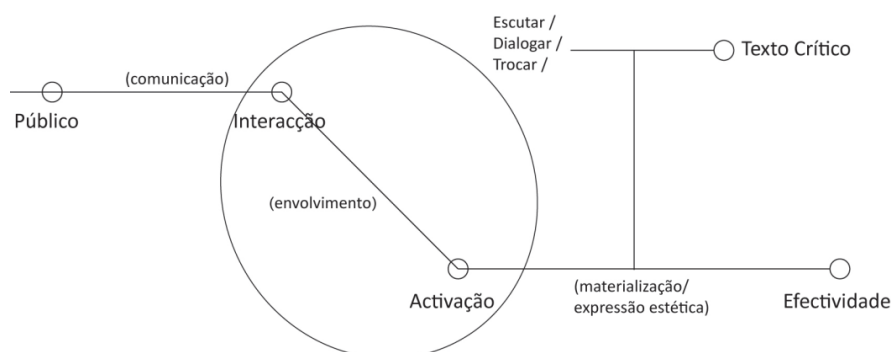 Escutar /
Dialogar /
Trocar /
Texto Crítico
(comunicação)
Público
Interacção
(envolvimento)
Activação
(materialização/
expressão estética)
Efectividade